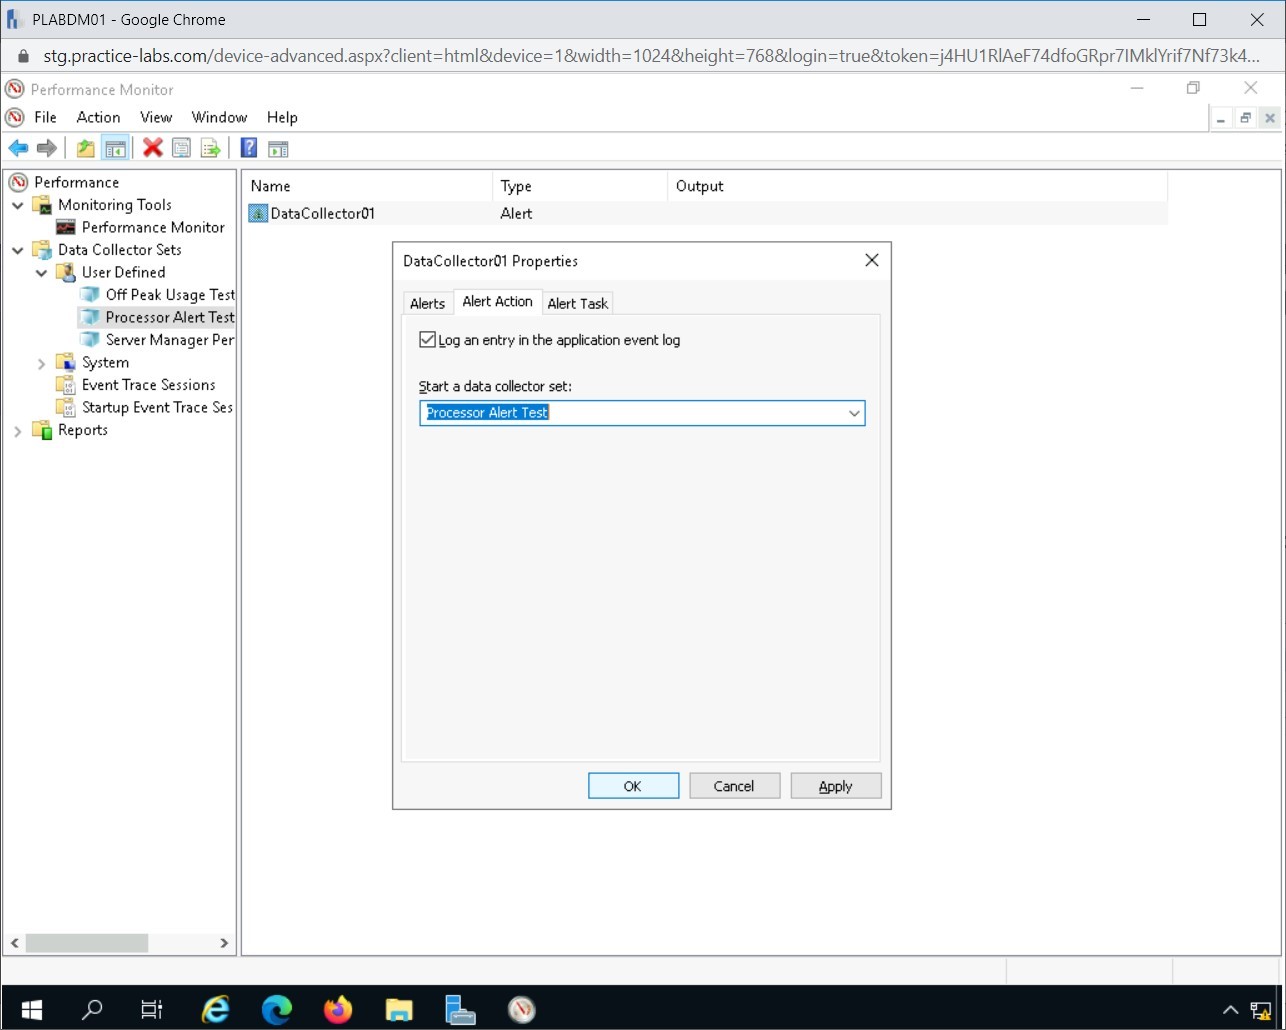 PLABDM01 - Google Chrome
stg.practice-labs.com/device-advanced.aspx?client=html&device=1&width=1024&height=768&login=true&token=j4HU1RlAeF74dfoGRpr7IMklYrif7Nf73k4...
Performance Monitor
File Action View Window Help
Performance
Monitoring Tools
Performance Monitor
Data Collector Sets
User Defined
Off Peak Usage Test
Processor Alert Test
Server Manager Per
System
Event Trace Sessions
Startup Event Trace Ses
Reports
Name Type Output
DataCollector01 Alert
DataCollector01 Properties
Alerts Alert Action Alert Task
Log an entry in the application event log
Start a data collector set:
Processor Alert Test
OK Cancel Apply